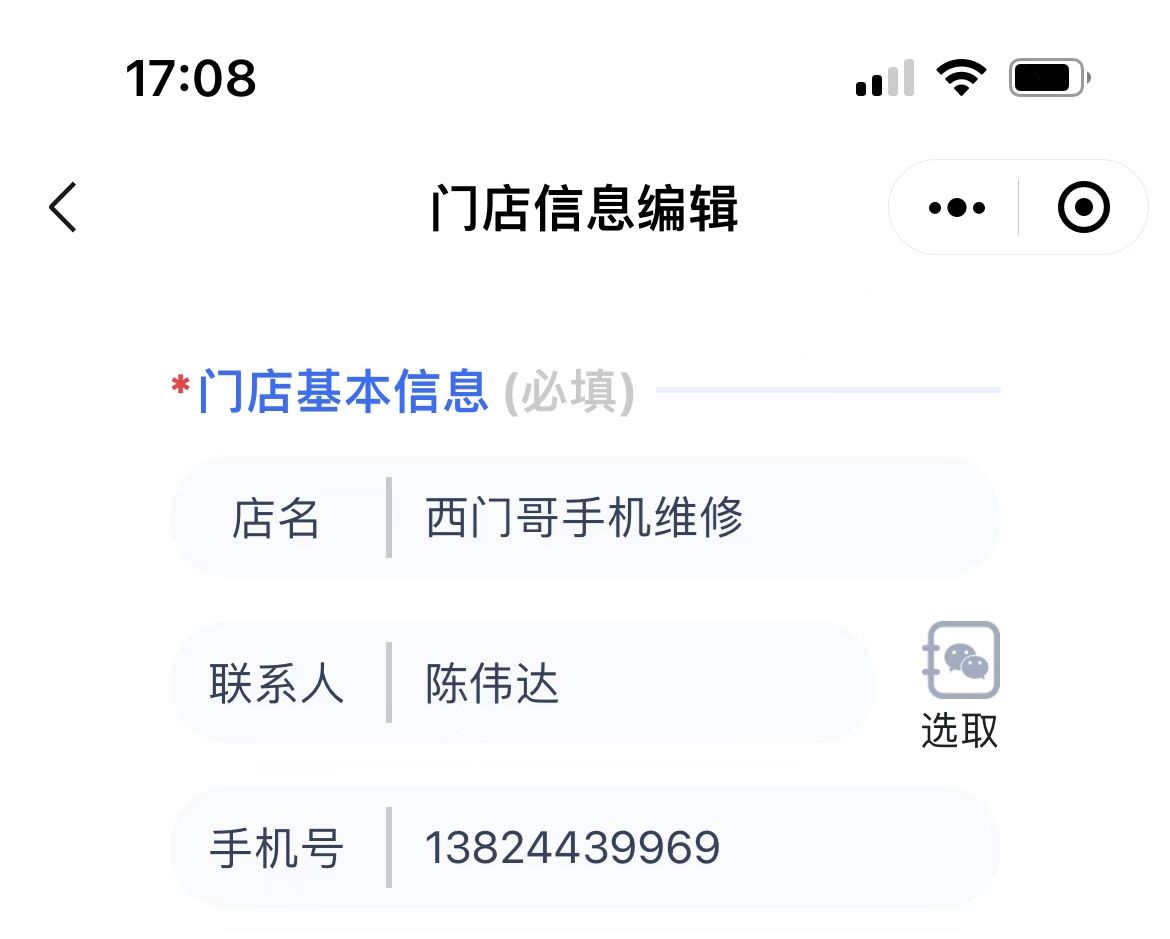 17:08
门店信息编辑
*门店基本信息 (必填)
店名 西门哥手机维修
联系人 陈伟达
选取
手机号 13824439969